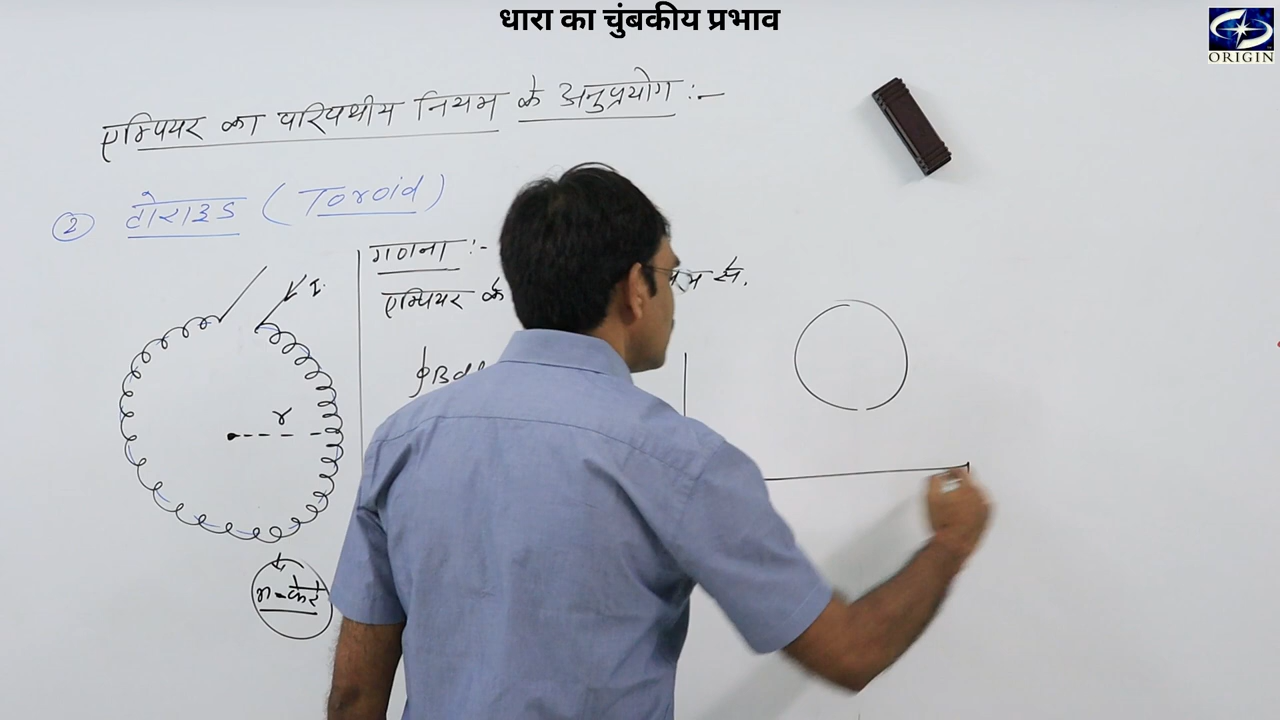 धारा का चुंबकीय प्रभाव
ORIGIN
एम्पियर का परिपथीय नियम के अनुप्रयोग :-
② टोराइड (Toroid)
गणना :-
एम्पियर के
से.
I
r
n-फेरे